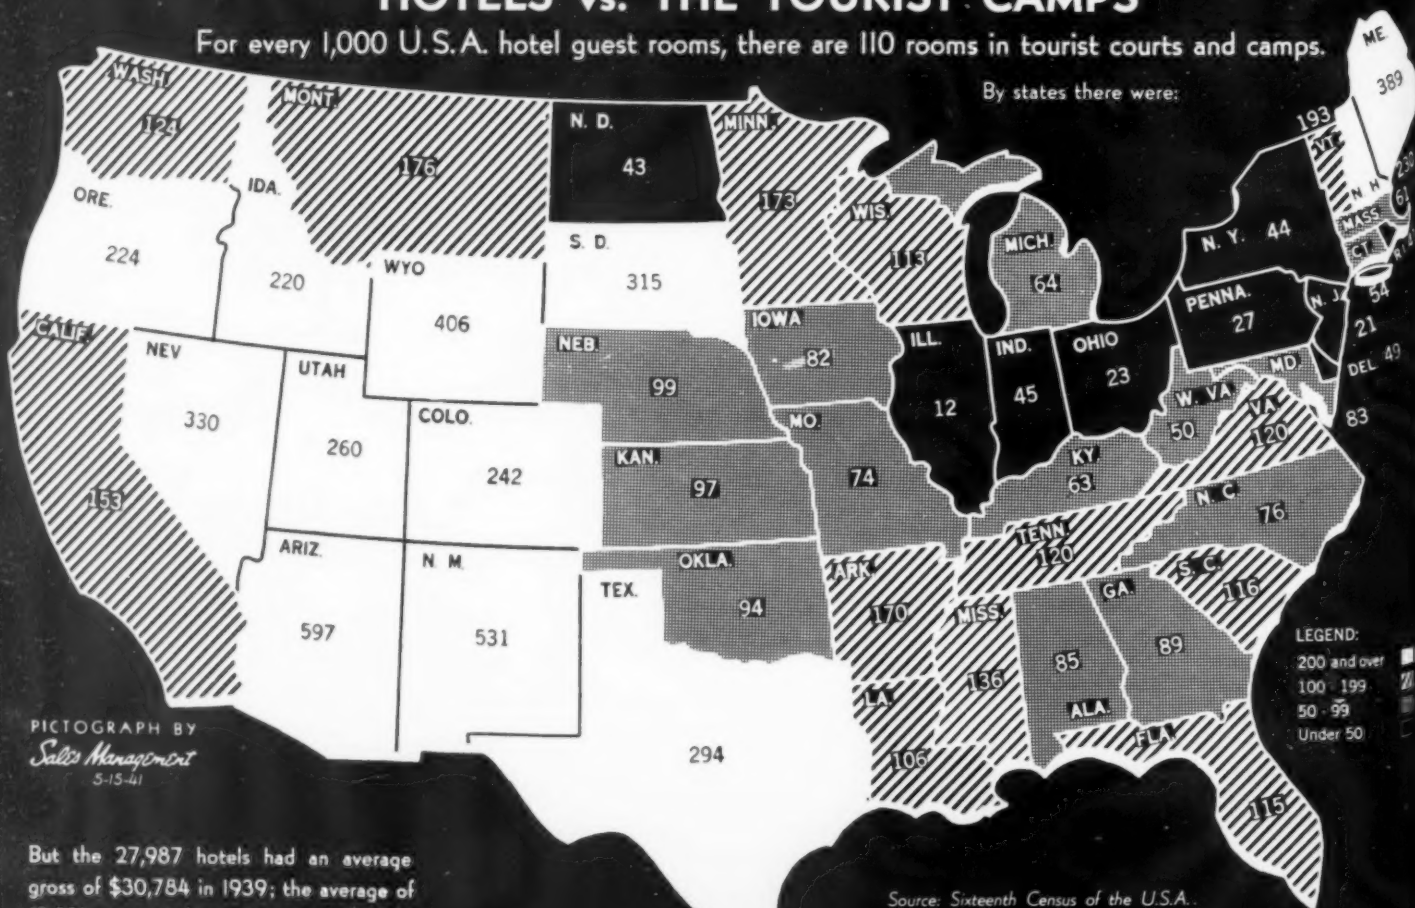 HOTELS vs. THE TOURIST CAMPS
For every 1,000 U.S.A. hotel guest rooms, there are 110 rooms in tourist courts and camps.
By states there were:
WASH.
124
MONT.
176
N. D.
43
MINN.
173
ORE.
224
IDA.
220
WYO
406
S. D.
315
WIS.
113
MICH.
64
N. Y. 44
193
VT.
ME.
389
N H
230
MASS
61
CT.
R.I.
54
CALIF.
153
NEV
330
UTAH
260
COLO.
242
NEB.
99
IOWA
82
ILL.
12
IND.
45
OHIO
23
PENNA.
27
N. J.
21
DEL 49
MD.
83
W. VA.
50
VA.
120
KAN.
97
MO.
74
KY
63
N. C
76
ARIZ.
597
N. M.
531
TEX.
294
OKLA.
94
ARK.
170
TENN.
120
S. C.
116
MISS.
136
ALA.
85
GA.
89
LA.
106
FLA.
115
LEGEND:
200 and over
100 - 199
50 - 99
Under 50
PICTOGRAPH BY
Sales Management
5-15-41
But the 27,987 hotels had an average
gross of $30,784 in 1939; the average of
Source: Sixteenth Census of the U.S.A.